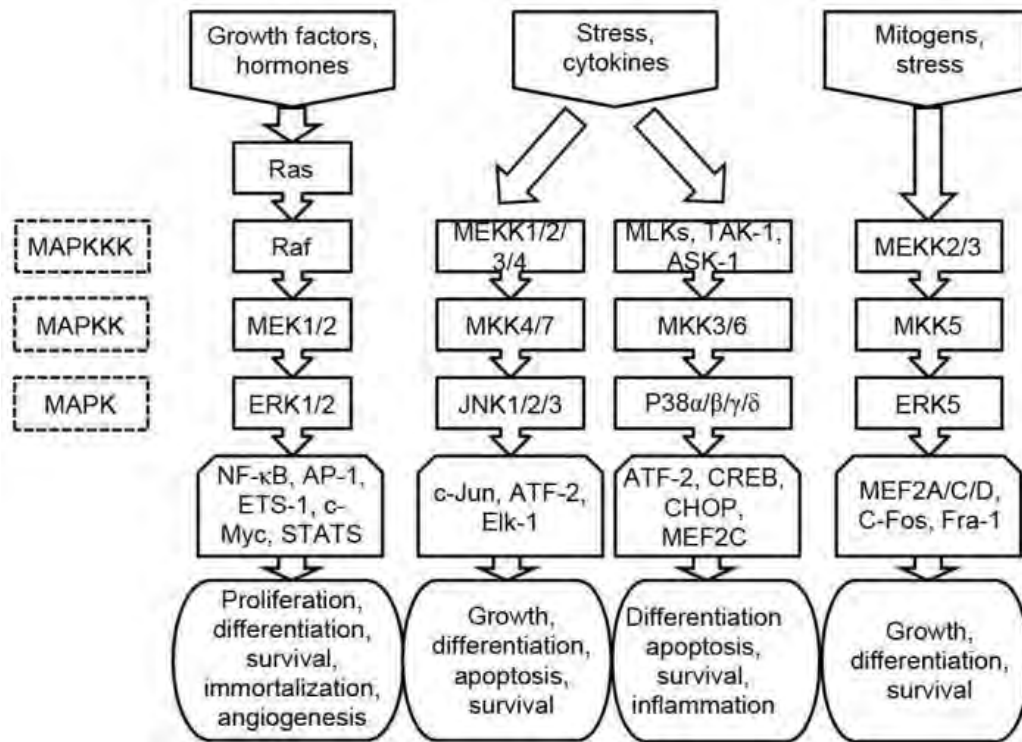 Growth factors,
hormones
Stress,
cytokines
Mitogens,
stress
Ras
MAPKKK
Raf
MEKK1/2/
3/4
MLKs, TAK-1,
ASK-1
MEKK2/3
MAPKK
MEK1/2
MKK4/7
MKK3/6
MKK5
MAPK
ERK1/2
JNK1/2/3
P38α/β/γ/δ
ERK5
NF-κB, AP-1,
ETS-1, c-
Myc, STATS
c-Jun, ATF-2,
Elk-1
ATF-2, CREB,
CHOP,
MEF2C
MEF2A/C/D,
C-Fos, Fra-1
Proliferation,
differentiation,
survival,
immortalization,
angiogenesis
Growth,
differentiation,
apoptosis,
survival
Differentiation
apoptosis,
survival,
inflammation
Growth,
differentiation,
survival